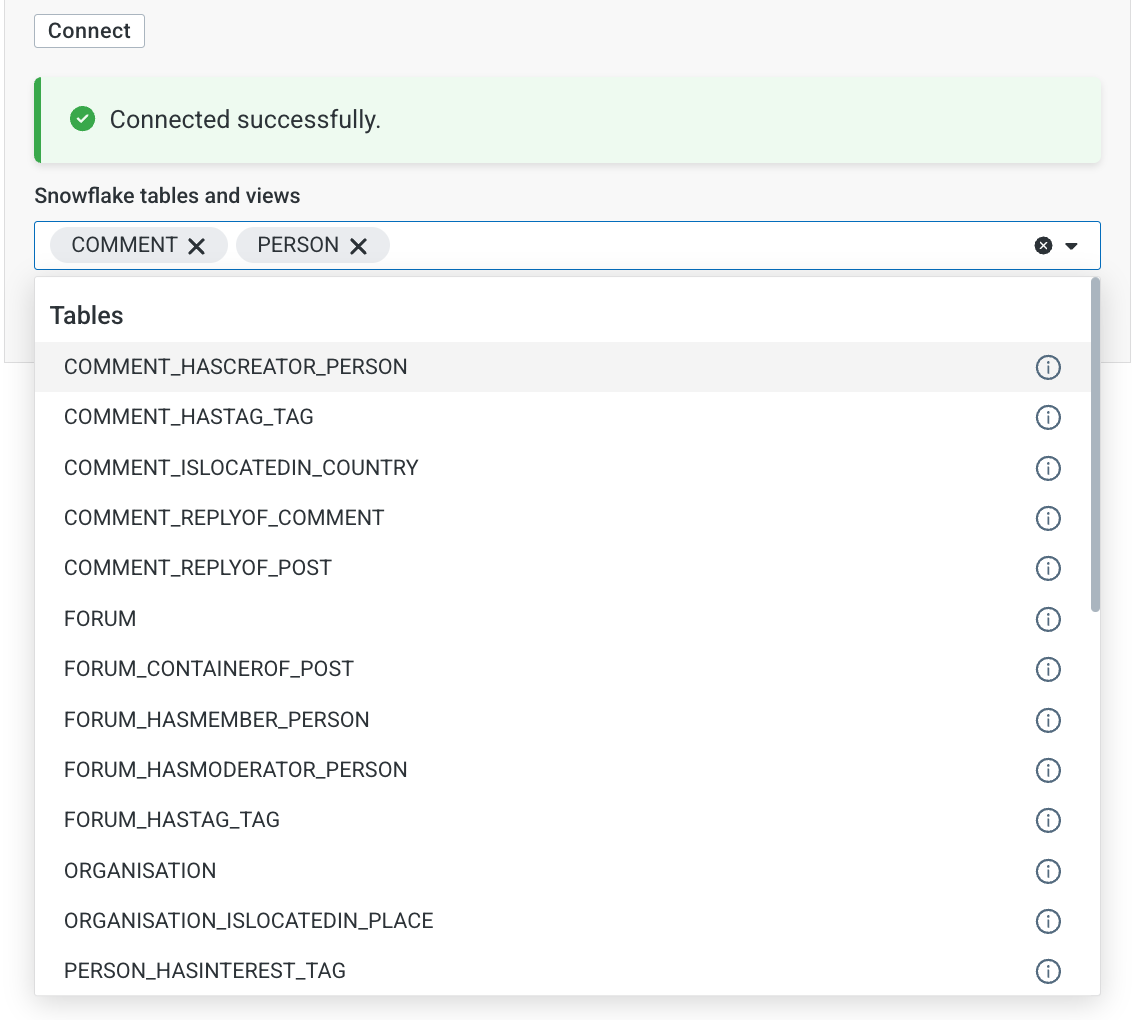 Connect
Connected successfully.
Snowflake tables and views
COMMENT PERSON
Tables
COMMENT_HASCREATOR_PERSON
COMMENT_HASTAG_TAG
COMMENT_ISLOCATEDIN_COUNTRY
COMMENT_REPLYOF_COMMENT
COMMENT_REPLYOF_POST
FORUM
FORUM_CONTAINEROF_POST
FORUM_HASMEMBER_PERSON
FORUM_HASMODERATOR_PERSON
FORUM_HASTAG_TAG
ORGANISATION
ORGANISATION_ISLOCATEDIN_PLACE
PERSON_HASINTEREST_TAG